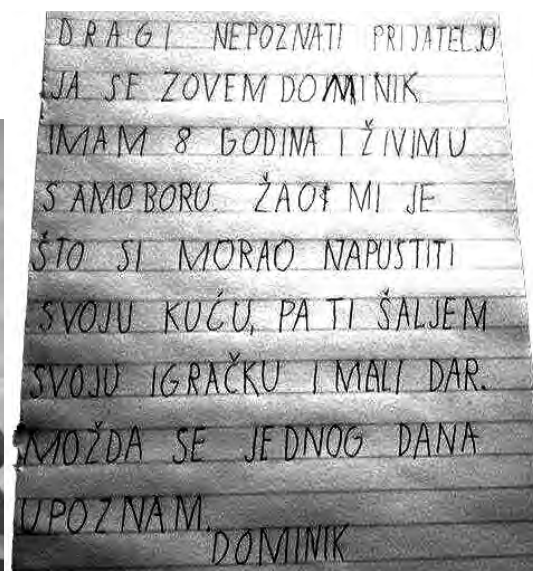 DRAGI NEPOZNATI PRIJATELJU
JA SE ZOVEM DOMINIK
IMAM 8 GODINA I ŽIVIM U
SAMOBORU. ŽAO MI JE
ŠTO SI MORAO NAPUSTITI
SVOJU KUĆU, PA TI ŠALJEM
SVOJU IGRAČKU I MALI DAR.
MOŽDA SE JEDNOG DANA
UPOZNAM.
DOMINIK